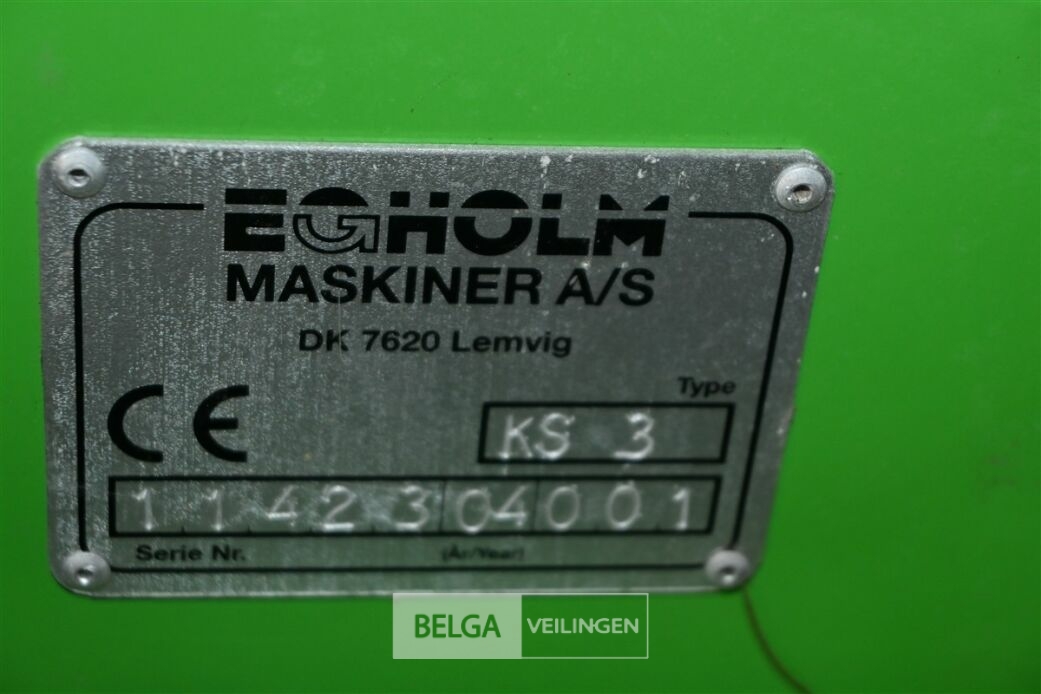 EGHOLM
MASKINER A/S
DK 7620 Lemvig
CE
Type
KS 3
1142304001
Serie Nr. (År/Year)
BELGA VEILINGEN